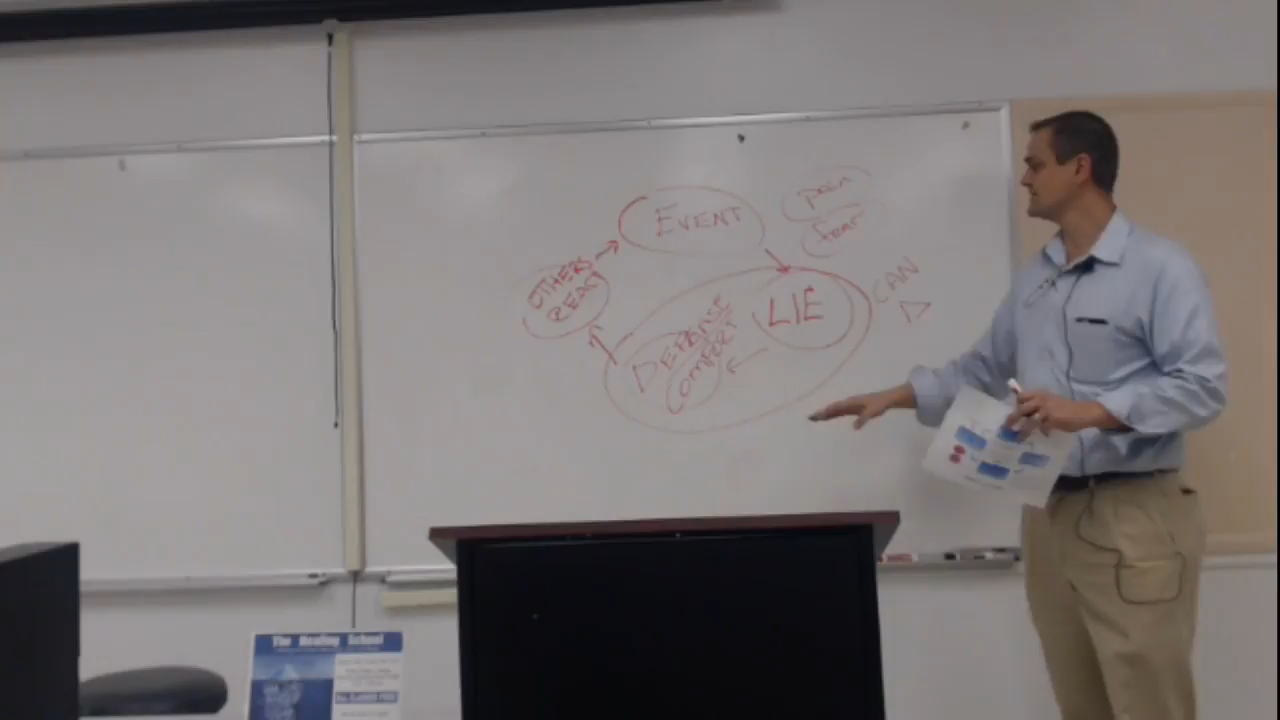 EVENT
pain
fear
OTHERS
REACT
LIE
CAN
DEFENSE
COMFORT
The Healing School